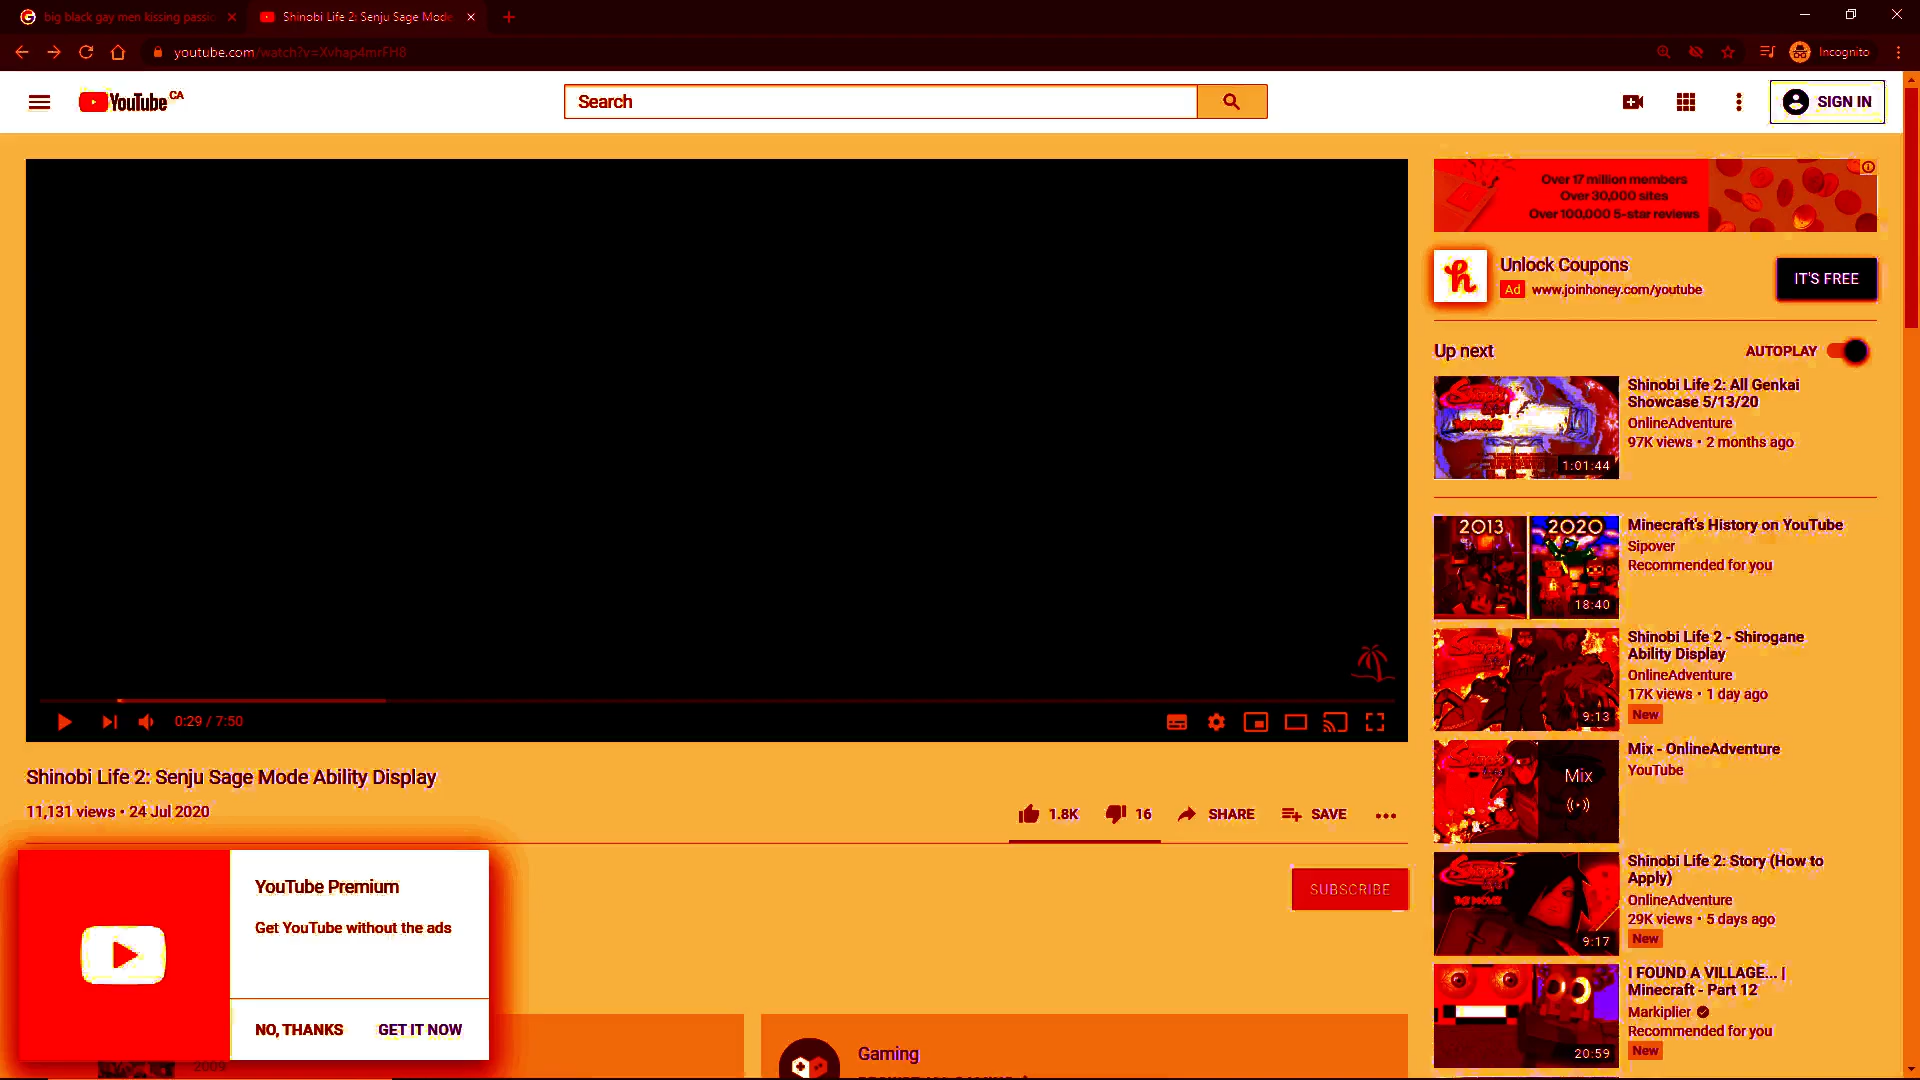 big black gay men kissing passi
Shinobi Life 2: Senju Sage Mode
youtube.com/watch?v=Xvhap4mrFH8
Incognito
YouTube CA
Search
SIGN IN
Over 17 million members
Over 30,000 sites
Over 100,000 5-star reviews
Unlock Coupons
Ad www.joinhoney.com/youtube
IT'S FREE
Up next
AUTOPLAY
Shinobi Life 2: All Genkai
Showcase 5/13/20
OnlineAdventure
97K views • 2 months ago
1:01:44
2013 2020
18:40
Minecraft's History on YouTube
Sipover
Recommended for you
Shinobi Life 2 - Shirogane
Ability Display
OnlineAdventure
17K views • 1 day ago
New
9:13
Mix - OnlineAdventure
YouTube
Mix
Shinobi Life 2: Story (How to
Apply)
OnlineAdventure
29K views • 5 days ago
New
9:17
I FOUND A VILLAGE... |
Minecraft - Part 12
Markiplier
Recommended for you
New
20:59
0:29 / 7:50
Shinobi Life 2: Senju Sage Mode Ability Display
11,131 views • 24 Jul 2020
1.8K
16
SHARE
SAVE
SUBSCRIBE
YouTube Premium
Get YouTube without the ads
NO, THANKS
GET IT NOW
2009
Gaming